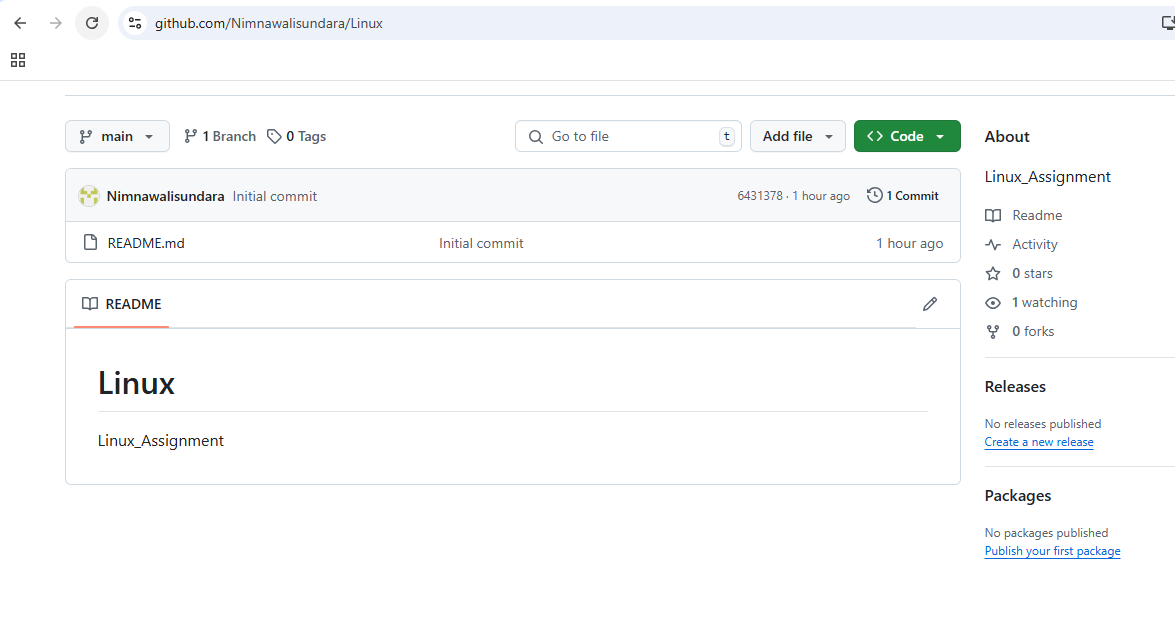 github.com/Nimnawalisundara/Linux
main 1 Branch 0 Tags Go to file t Add file Code
Nimnawalisundara Initial commit 6431378 · 1 hour ago 1 Commit
README.md Initial commit 1 hour ago
README
Linux
Linux_Assignment
About
Linux_Assignment
Readme
Activity
0 stars
1 watching
0 forks
Releases
No releases published
Create a new release
Packages
No packages published
Publish your first package